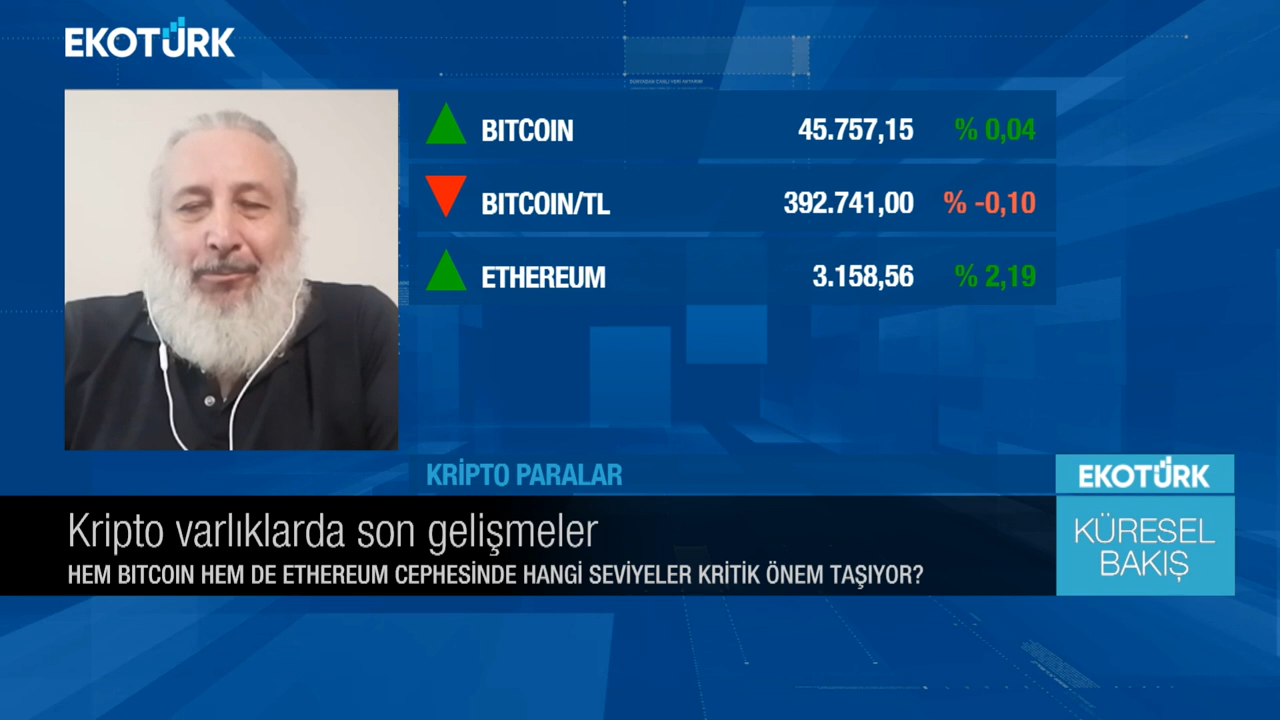 EKOTÜRK
BITCOIN 45.757,15 % 0,04
BITCOIN/TL 392.741,00 % -0,10
ETHEREUM 3.158,56 % 2,19
KRİPTO PARALAR
Kripto varlıklarda son gelişmeler
HEM BITCOIN HEM DE ETHEREUM CEPHESİNDE HANGİ SEVİYELER KRİTİK ÖNEM TAŞIYOR?
EKOTÜRK
KÜRESEL
BAKIŞ